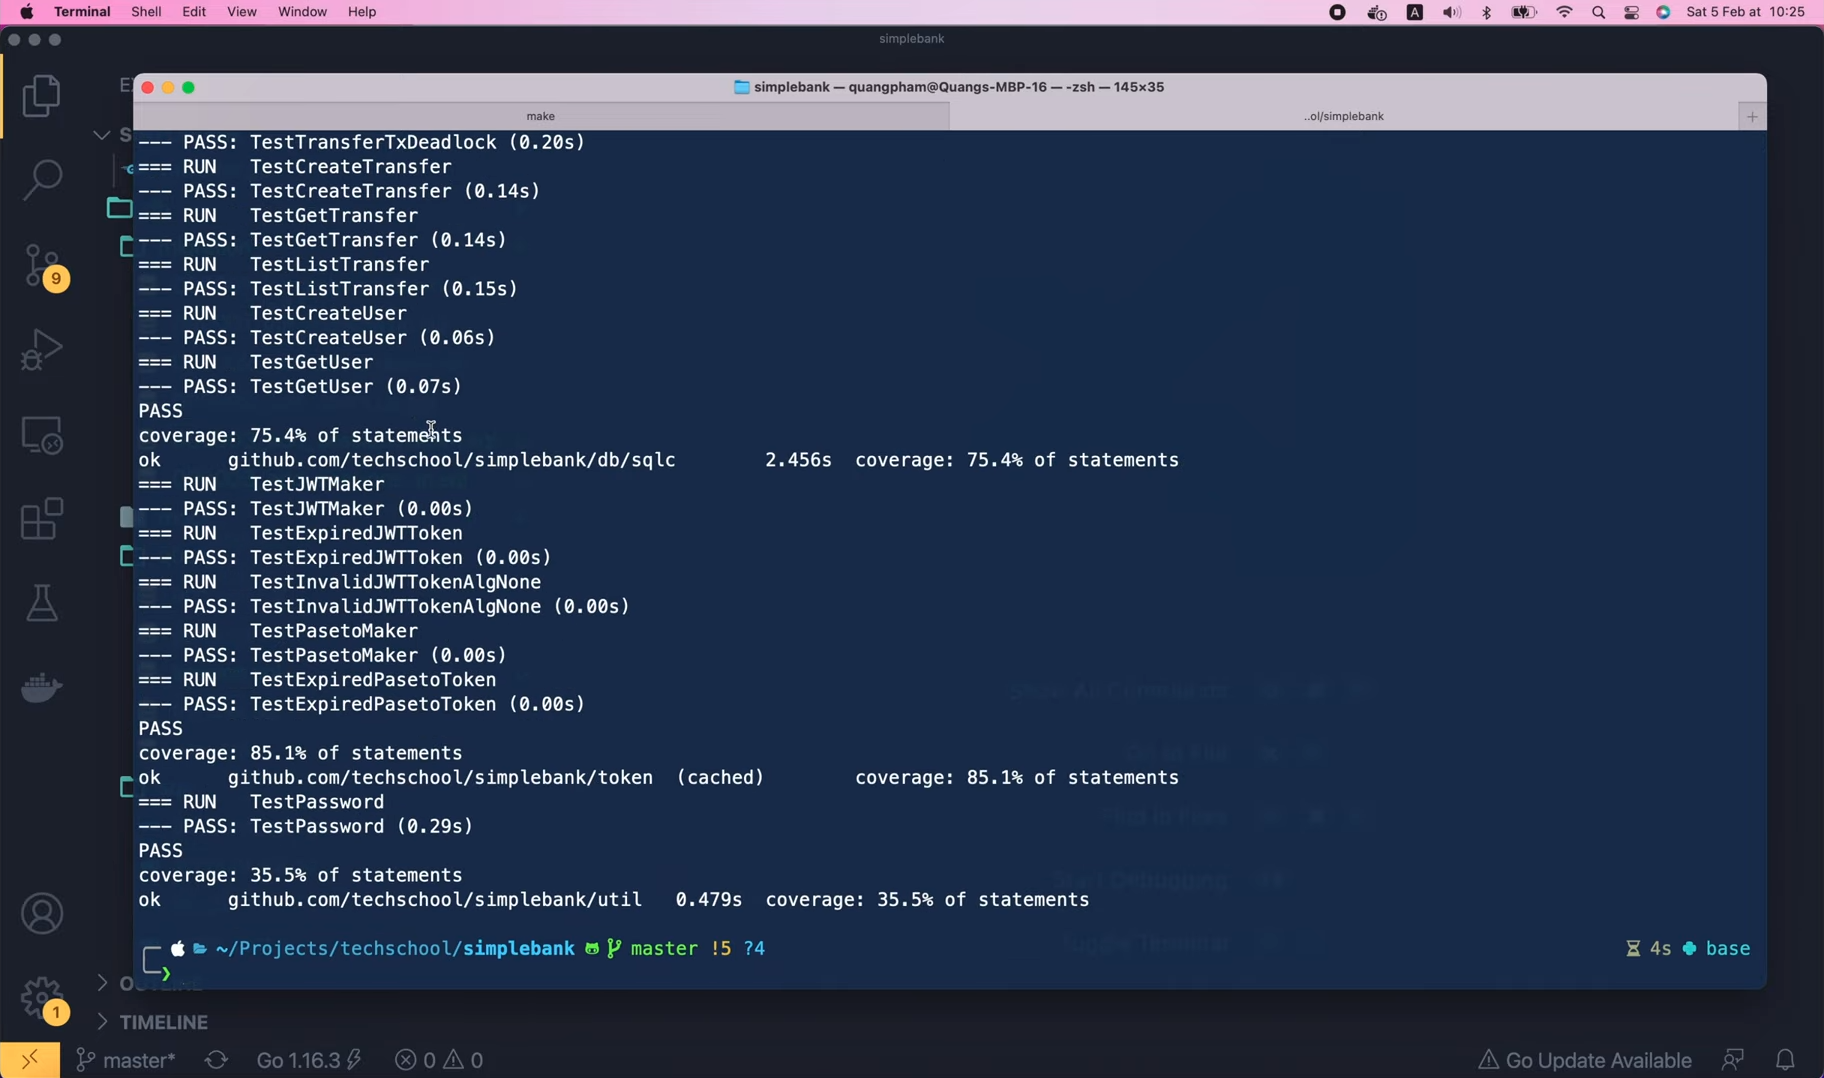 Terminal Shell Edit View Window Help
A
Sat 5 Feb at 10:25
simplebank
simplebank — quangpham@Quangs-MBP-16 — -zsh — 145×35
make
..ol/simplebank
+
--- PASS: TestTransferTxDeadlock (0.20s)
=== RUN TestCreateTransfer
--- PASS: TestCreateTransfer (0.14s)
=== RUN TestGetTransfer
--- PASS: TestGetTransfer (0.14s)
=== RUN TestListTransfer
--- PASS: TestListTransfer (0.15s)
=== RUN TestCreateUser
--- PASS: TestCreateUser (0.06s)
=== RUN TestGetUser
--- PASS: TestGetUser (0.07s)
PASS
coverage: 75.4% of statements
ok github.com/techschool/simplebank/db/sqlc 2.456s coverage: 75.4% of statements
=== RUN TestJWTMaker
--- PASS: TestJWTMaker (0.00s)
=== RUN TestExpiredJWTToken
--- PASS: TestExpiredJWTToken (0.00s)
=== RUN TestInvalidJWTTokenAlgNone
--- PASS: TestInvalidJWTTokenAlgNone (0.00s)
=== RUN TestPasetoMaker
--- PASS: TestPasetoMaker (0.00s)
=== RUN TestExpiredPasetoToken
--- PASS: TestExpiredPasetoToken (0.00s)
PASS
coverage: 85.1% of statements
ok github.com/techschool/simplebank/token (cached) coverage: 85.1% of statements
=== RUN TestPassword
--- PASS: TestPassword (0.29s)
PASS
coverage: 35.5% of statements
ok github.com/techschool/simplebank/util 0.479s coverage: 35.5% of statements
~/Projects/techschool/simplebank master !5 ?4
4s base
❯
9
1
OUTLINE
TIMELINE
master* Go 1.16.3 0 0
Go Update Available